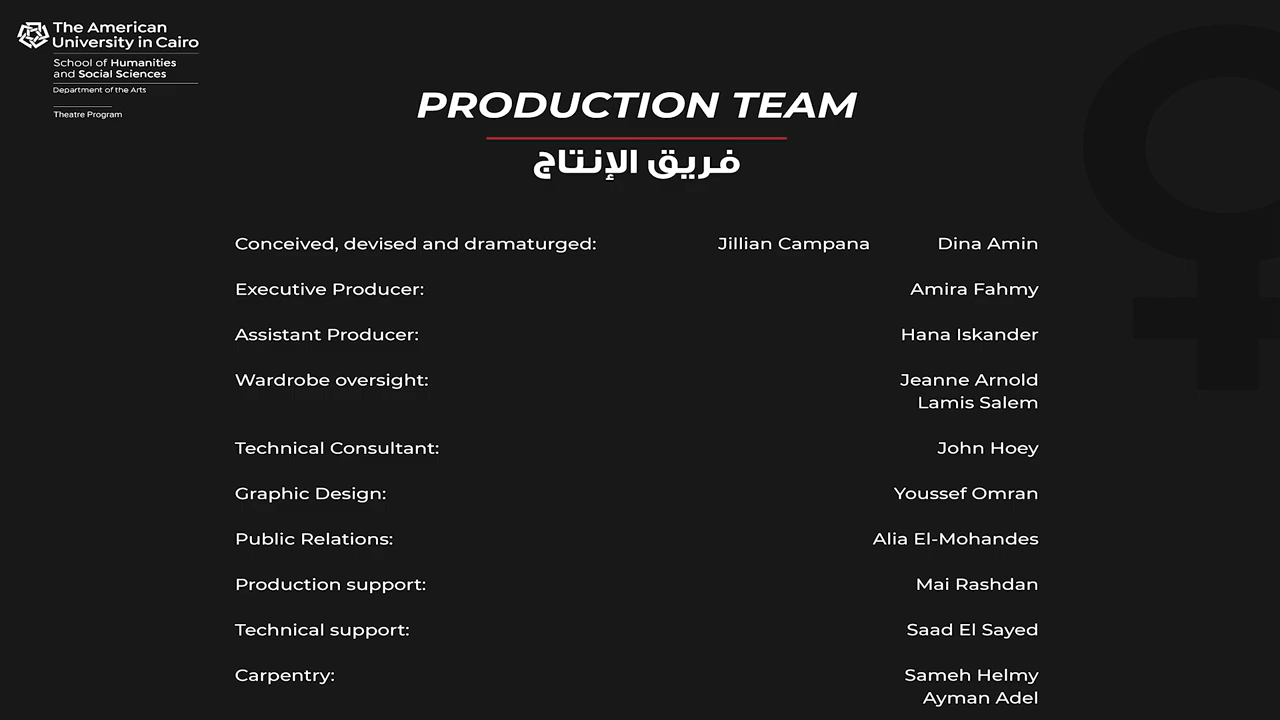 The American
University in Cairo
School of Humanities
and Social Sciences
Department of the Arts
Theatre Program
PRODUCTION TEAM
فريق الإنتاج
Conceived, devised and dramaturged: Jillian Campana Dina Amin
Executive Producer: Amira Fahmy
Assistant Producer: Hana Iskander
Wardrobe oversight: Jeanne Arnold
Lamis Salem
Technical Consultant: John Hoey
Graphic Design: Youssef Omran
Public Relations: Alia El-Mohandes
Production support: Mai Rashdan
Technical support: Saad El Sayed
Carpentry: Sameh Helmy
Ayman Adel